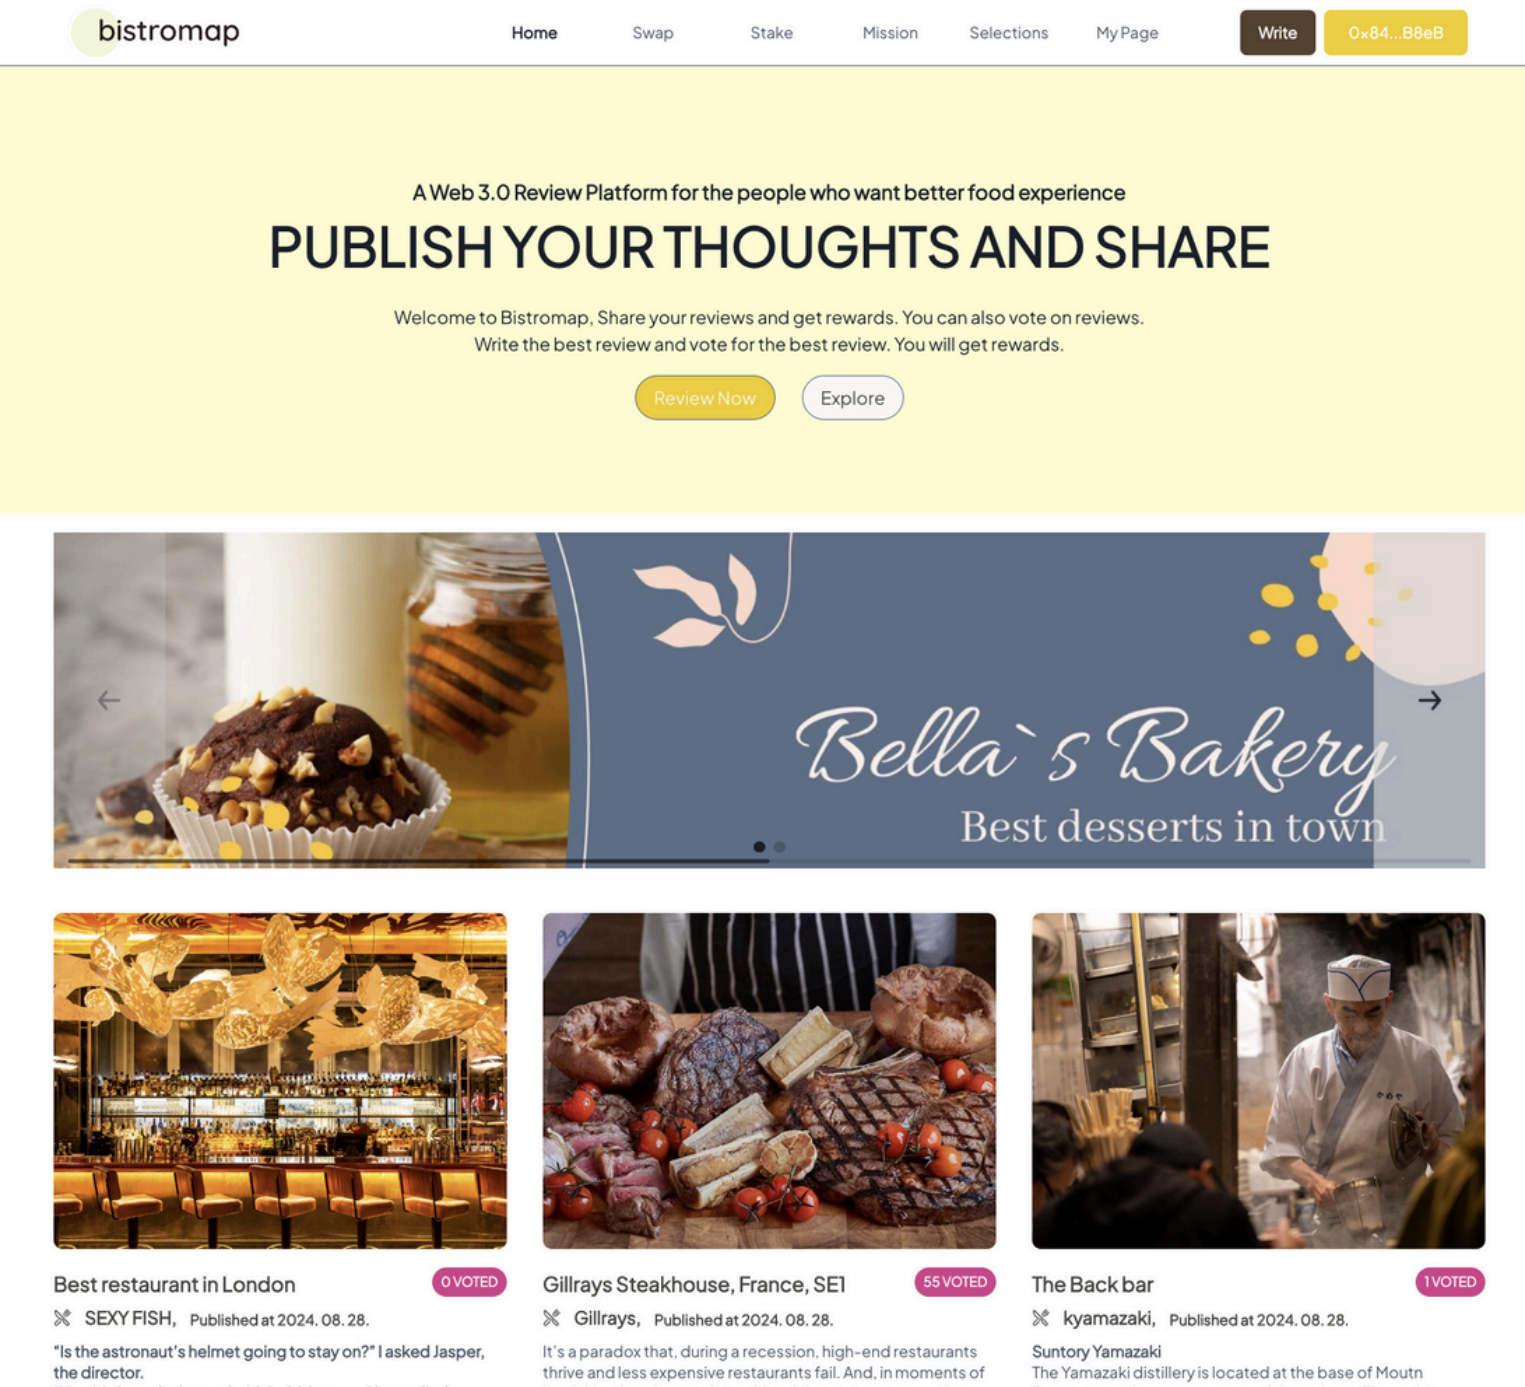 bistromap
Home Swap Stake Mission Selections My Page Write 0x84...B8eB
A Web 3.0 Review Platform for the people who want better food experience
PUBLISH YOUR THOUGHTS AND SHARE
Welcome to Bistromap, Share your reviews and get rewards. You can also vote on reviews.
Write the best review and vote for the best review. You will get rewards.
Review Now Explore
Bella`s Bakery
Best desserts in town
Best restaurant in London 0 VOTED
SEXY FISH, Published at 2024. 08. 28.
"Is the astronaut's helmet going to stay on?" I asked Jasper,
the director.
Gillrays Steakhouse, France, SE1 55 VOTED
Gillrays, Published at 2024. 08. 28.
It's a paradox that, during a recession, high-end restaurants
thrive and less expensive restaurants fail. And, in moments of
The Back bar 1 VOTED
kyamazaki, Published at 2024. 08. 28.
Suntory Yamazaki
The Yamazaki distillery is located at the base of Moutn